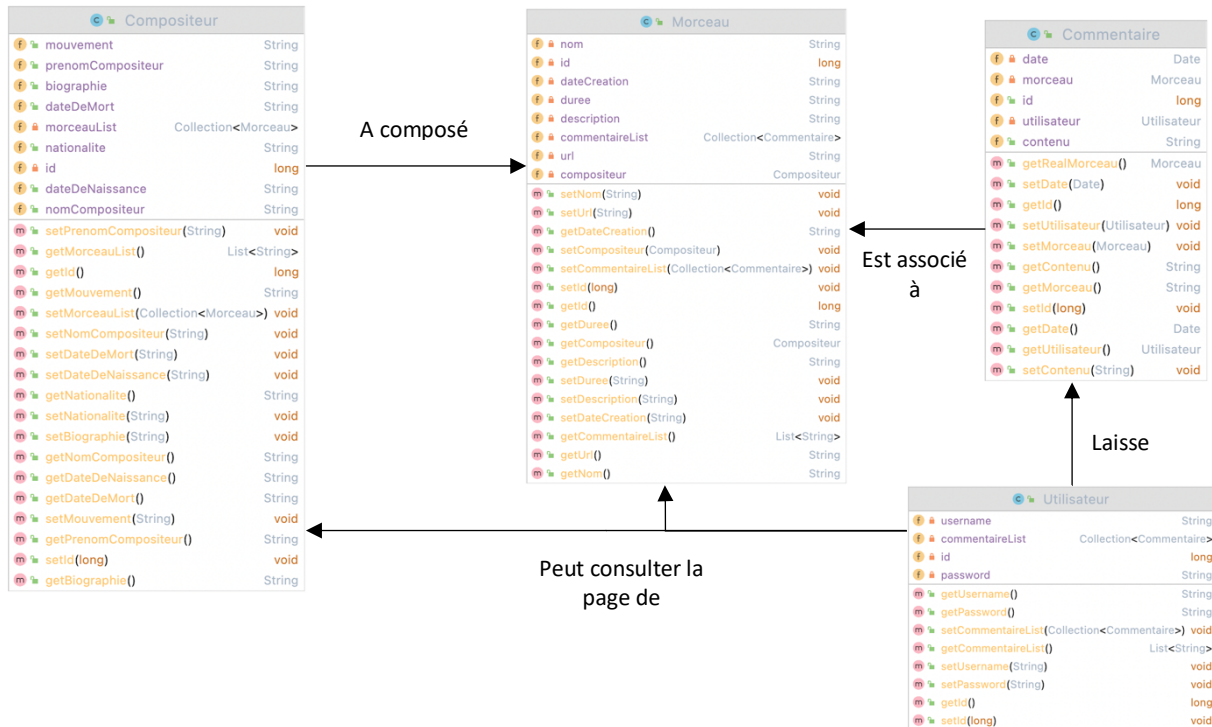 Compositeur
mouvement String
prenomCompositeur String
biographie String
dateDeMort String
morceauList Collection<Morceau>
nationalite String
id long
dateDeNaissance String
nomCompositeur String
setPrenomCompositeur(String) void
getMorceauList() List<String>
getId() long
getMouvement() String
setMorceauList(Collection<Morceau>) void
setNomCompositeur(String) void
setDateDeMort(String) void
setDateDeNaissance(String) void
getNationalite() String
setNationalite(String) void
setBiographie(String) void
getNomCompositeur() String
getDateDeNaissance() String
getDateDeMort() String
setMouvement(String) void
getPrenomCompositeur() String
setId(long) void
getBiographie() String
A composé
Morceau
nom String
id long
dateCreation String
duree String
description String
commentaireList Collection<Commentaire>
url String
compositeur Compositeur
setNom(String) void
setUrl(String) void
getDateCreation() String
setCompositeur(Compositeur) void
setCommentaireList(Collection<Commentaire>) void
setId(long) void
getId() long
getDuree() String
getCompositeur() Compositeur
getDescription() String
setDuree(String) void
setDescription(String) void
setDateCreation(String) void
getCommentaireList() List<String>
getUrl() String
getNom() String
Est associé
à
Commentaire
date Date
morceau Morceau
id long
utilisateur Utilisateur
contenu String
getRealMorceau() Morceau
setDate(Date) void
getId() long
setUtilisateur(Utilisateur) void
setMorceau(Morceau) void
getContenu() String
getMorceau() String
setId(long) void
getDate() Date
getUtilisateur() Utilisateur
setContenu(String) void
Laisse
Peut consulter la
page de
Utilisateur
username String
commentaireList Collection<Commentaire>
id long
password String
getUsername() String
getPassword() String
setCommentaireList(Collection<Commentaire>) void
getCommentaireList() List<String>
setUsername(String) void
setPassword(String) void
getId() long
setId(long) void